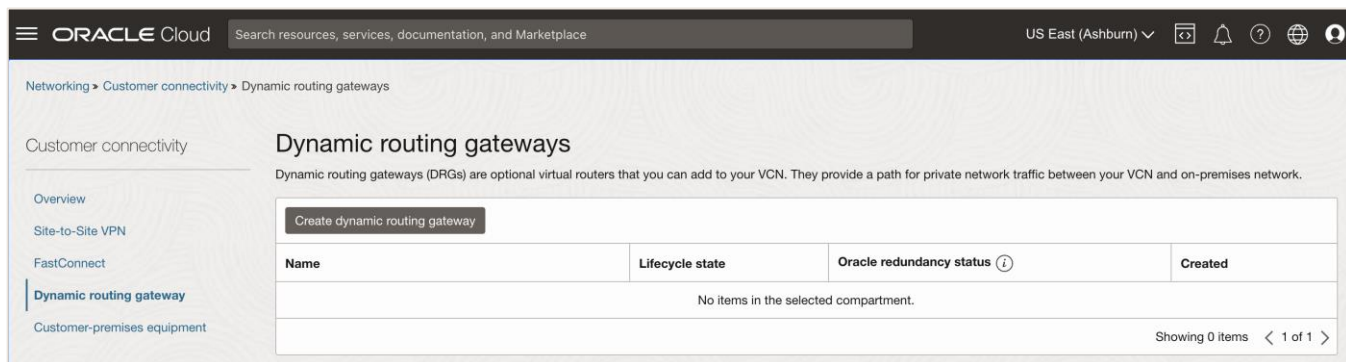 ORACLE Cloud
Search resources, services, documentation, and Marketplace
US East (Ashburn)
Networking » Customer connectivity » Dynamic routing gateways
Customer connectivity
Overview
Site-to-Site VPN
FastConnect
Dynamic routing gateway
Customer-premises equipment
Dynamic routing gateways
Dynamic routing gateways (DRGs) are optional virtual routers that you can add to your VCN. They provide a path for private network traffic between your VCN and on-premises network.
Create dynamic routing gateway
Name Lifecycle state Oracle redundancy status i Created
No items in the selected compartment.
Showing 0 items < 1 of 1 >